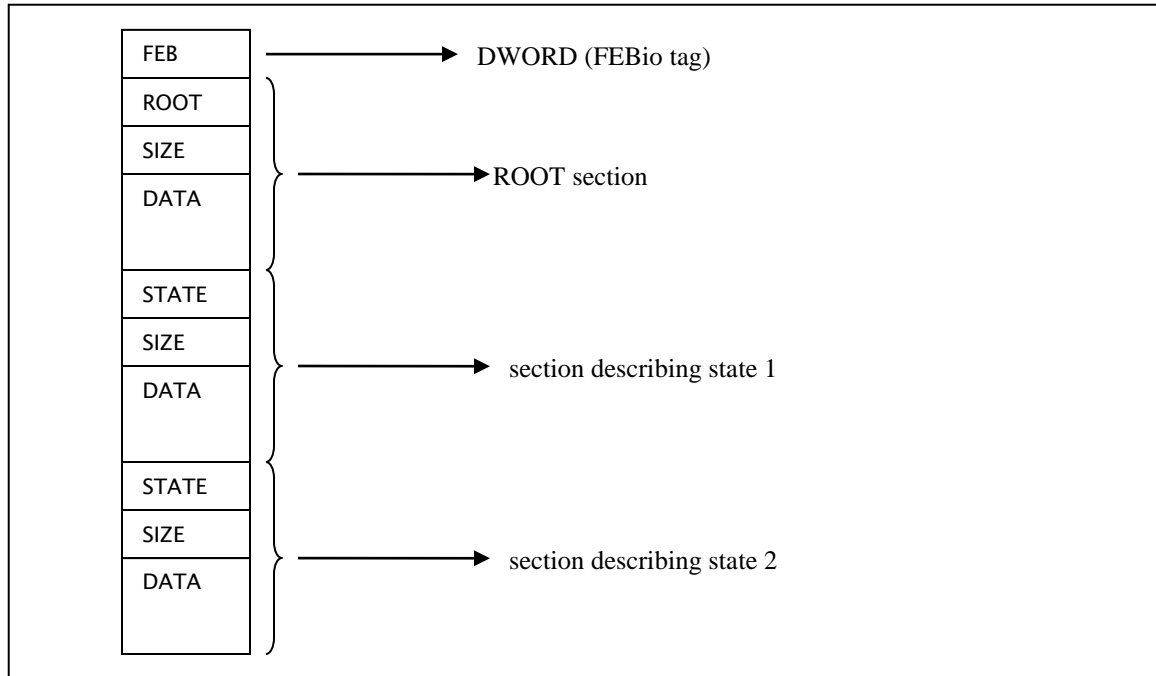 FEB
DWORD (FEBio tag)
ROOT
SIZE
DATA
ROOT section
STATE
SIZE
DATA
section describing state 1
STATE
SIZE
DATA
section describing state 2